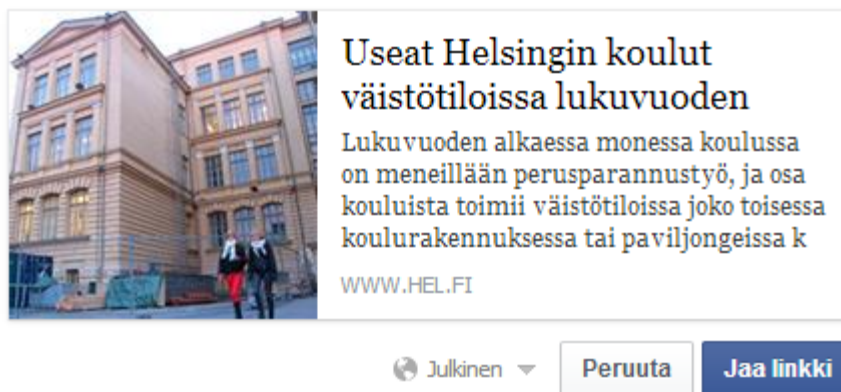 Useat Helsingin koulut
väistötiloissa lukuvuoden
Lukuvuoden alkaessa monessa koulussa
on meneillään perusparannustyö, ja osa
kouluista toimii väistötiloissa joko toisessa
koulurakennuksessa tai paviljongeissa k
WWW.HEL.FI
Julkinen
Peruuta
Jaa linkki